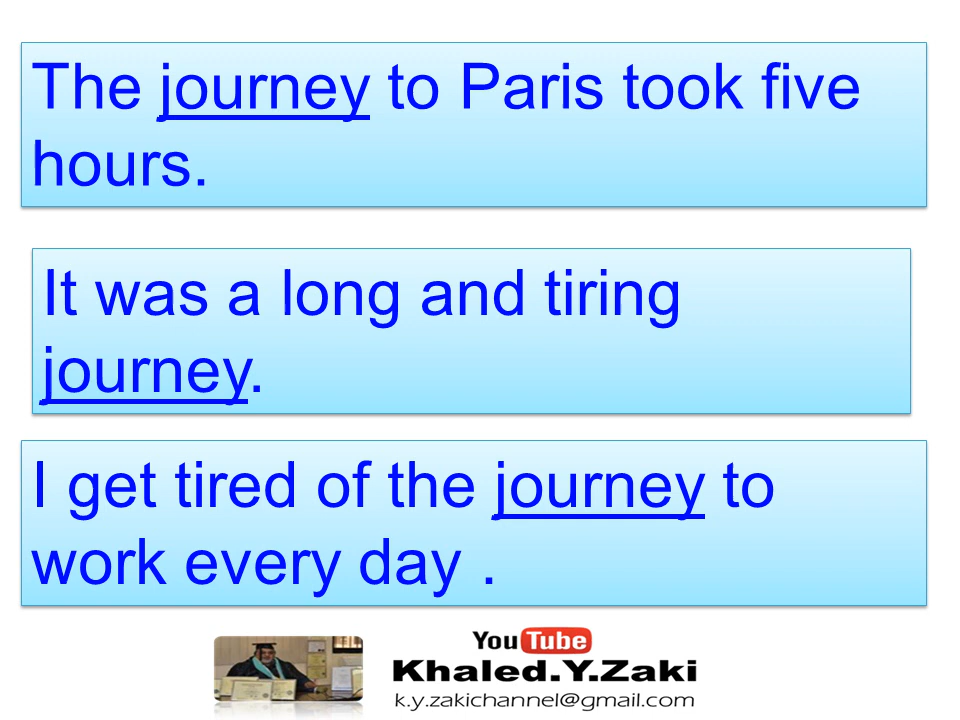 The journey to Paris took five
hours.
It was a long and tiring
journey.
I get tired of the journey to
work every day .
YouTube
Khaled.Y.Zaki
k.y.zakichannel@gmail.com